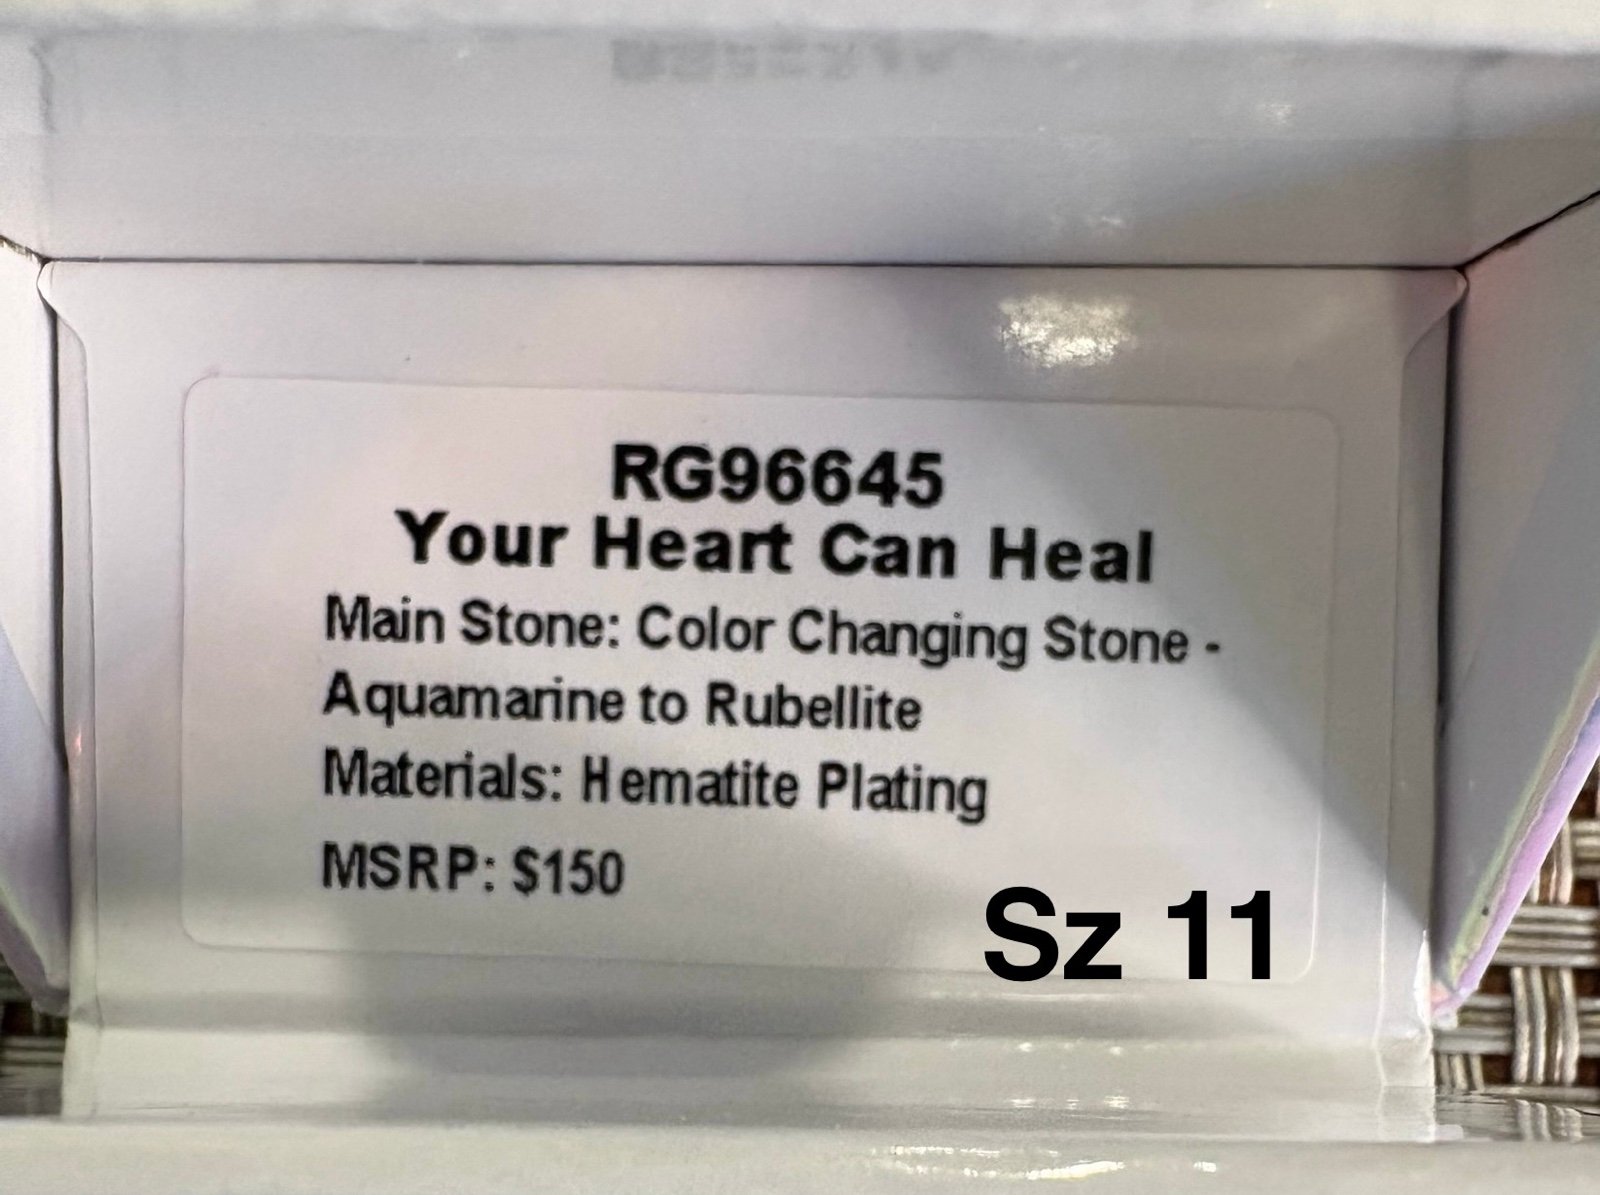 RG96645
Your Heart Can Heal
Main Stone: Color Changing Stone -
Aquamarine to Rubellite
Materials: Hematite Plating
MSRP: $150
Sz 11